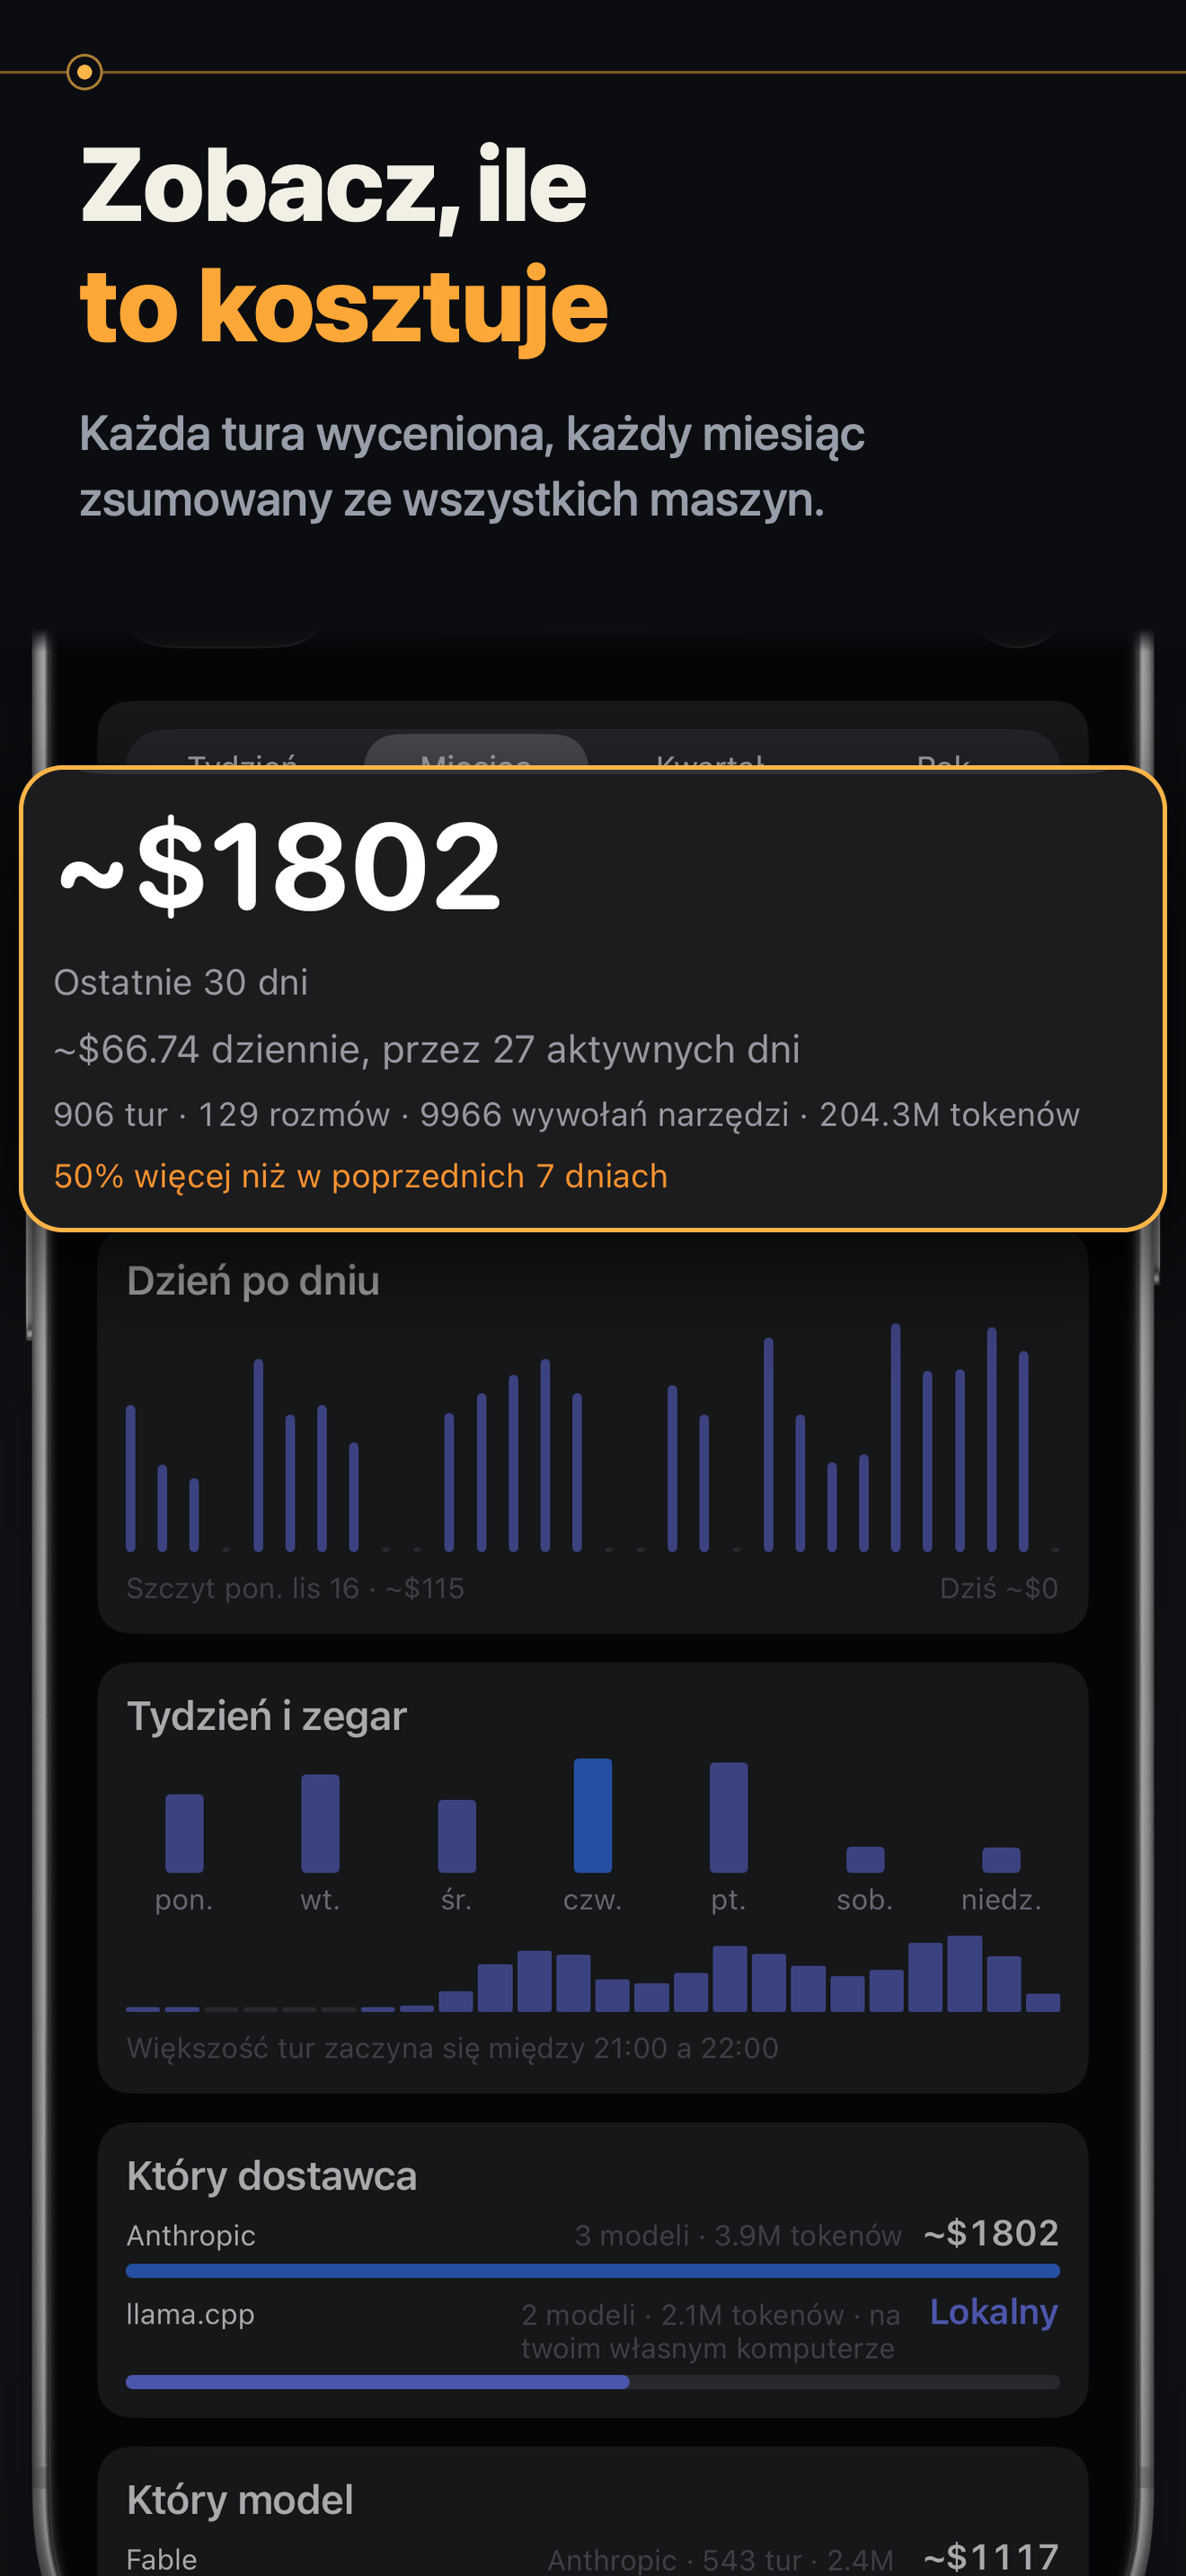 Zobacz, ile
to kosztuje
Każda tura wyceniona, każdy miesiąc
zsumowany ze wszystkich maszyn.
Tydzień Miesiąc Kwartał Rok
~$1802
Ostatnie 30 dni
~$66.74 dziennie, przez 27 aktywnych dni
906 tur · 129 rozmów · 9966 wywołań narzędzi · 204.3M tokenów
50% więcej niż w poprzednich 7 dniach
Dzień po dniu
Szczyt pon. lis 16 · ~$115 Dziś ~$0
Tydzień i zegar
pon. wt. śr. czw. pt. sob. niedz.
Większość tur zaczyna się między 21:00 a 22:00
Który dostawca
Anthropic 3 modeli · 3.9M tokenów ~$1802
llama.cpp 2 modeli · 2.1M tokenów · na Lokalny
twoim własnym komputerze
Który model
Fable Anthropic · 543 tur · 2.4M ~$1117